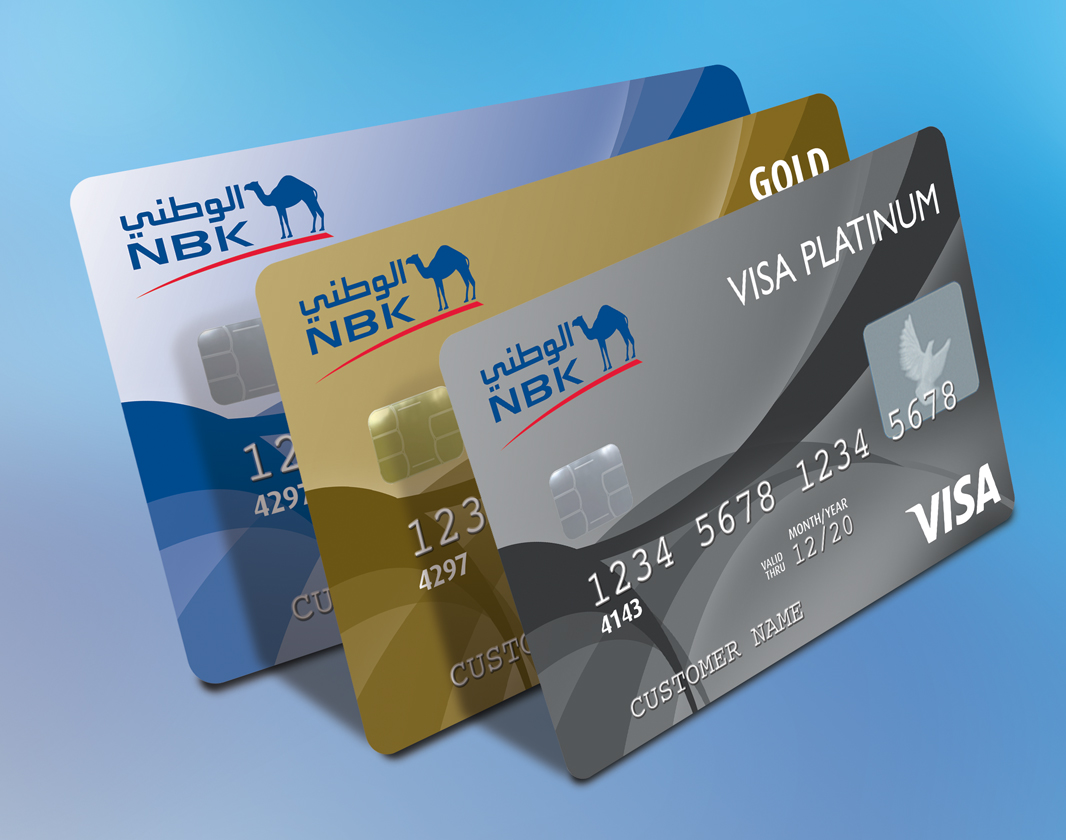 الوطني
NBK
12
4297
CU
GOLD
الوطني
NBK
123
4297
CUSTO
VISA PLATINUM
الوطني
NBK
1234 5678 1234 5678
4143
VALID THRU
MONTH/YEAR
12/20
CUSTOMER NAME
VISA